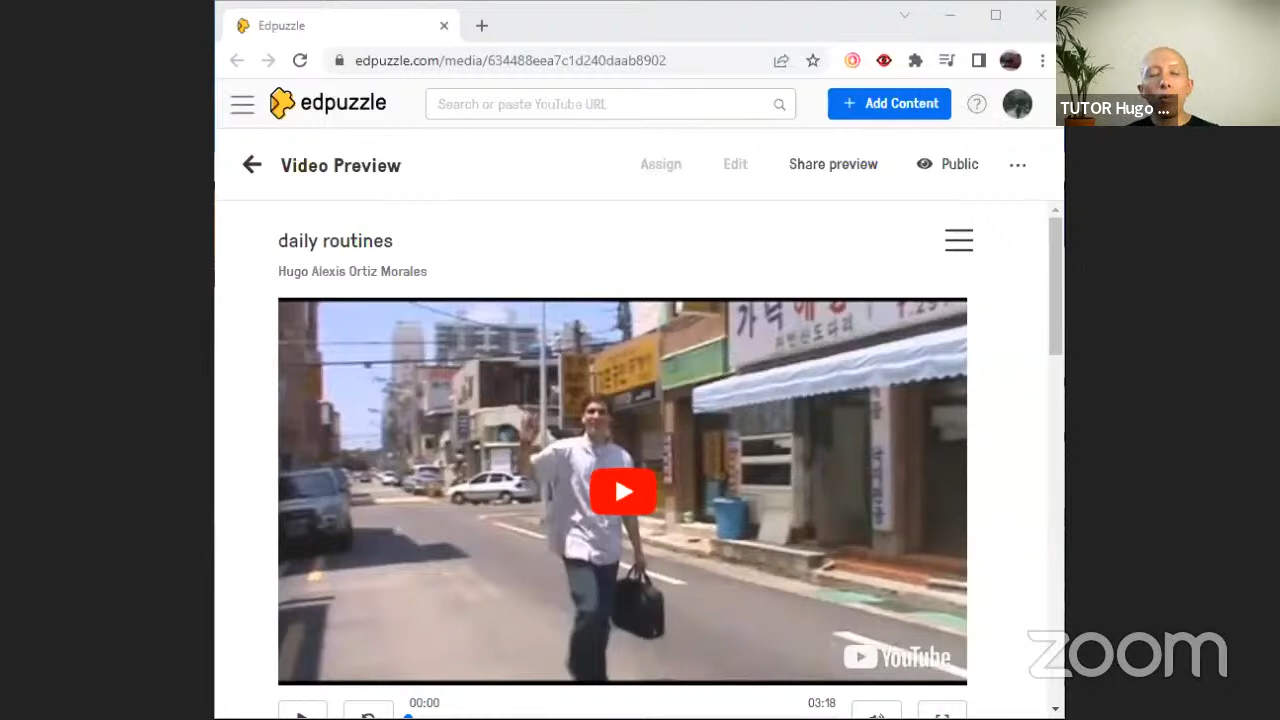 Edpuzzle
edpuzzle.com/media/634488eea7c1d240daab8902
edpuzzle
Search or paste YouTube URL
+ Add Content
?
TUTOR Hugo ...
Video Preview
Assign
Edit
Share preview
Public
daily routines
Hugo Alexis Ortiz Morales
YouTube
zoom
00:00
03:18